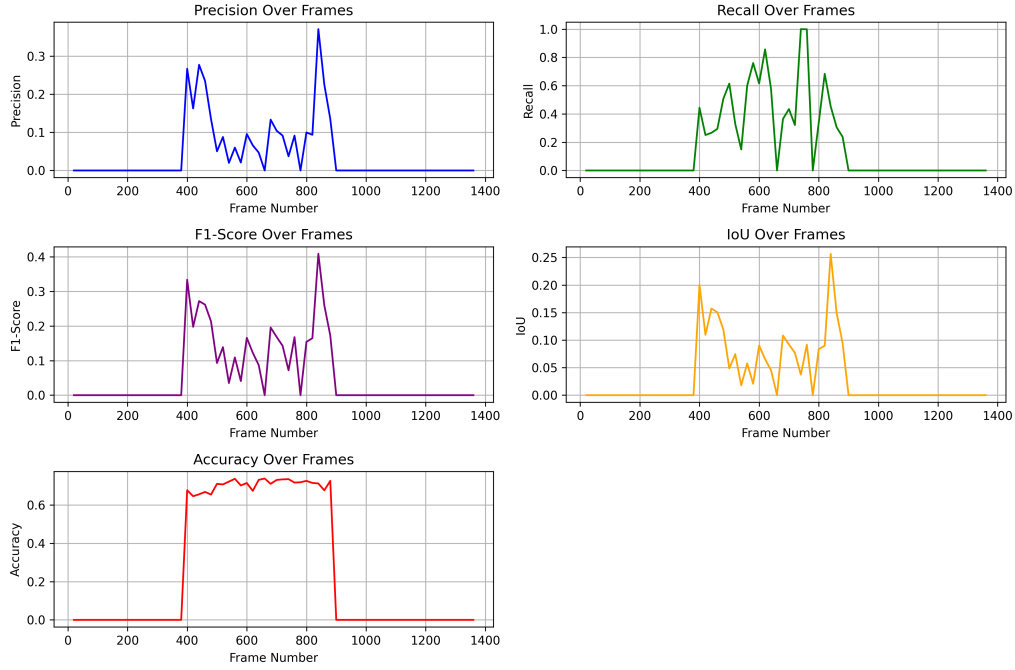 Precision Over Frames
Precision
0.3
0.2
0.1
0.0
0 200 400 600 800 1000 1200 1400
Frame Number
Recall Over Frames
Recall
1.0
0.8
0.6
0.4
0.2
0.0
0 200 400 600 800 1000 1200 1400
Frame Number
F1-Score Over Frames
F1-Score
0.4
0.3
0.2
0.1
0.0
0 200 400 600 800 1000 1200 1400
Frame Number
IoU Over Frames
IoU
0.25
0.20
0.15
0.10
0.05
0.00
0 200 400 600 800 1000 1200 1400
Frame Number
Accuracy Over Frames
Accuracy
0.6
0.4
0.2
0.0
0 200 400 600 800 1000 1200 1400
Frame Number